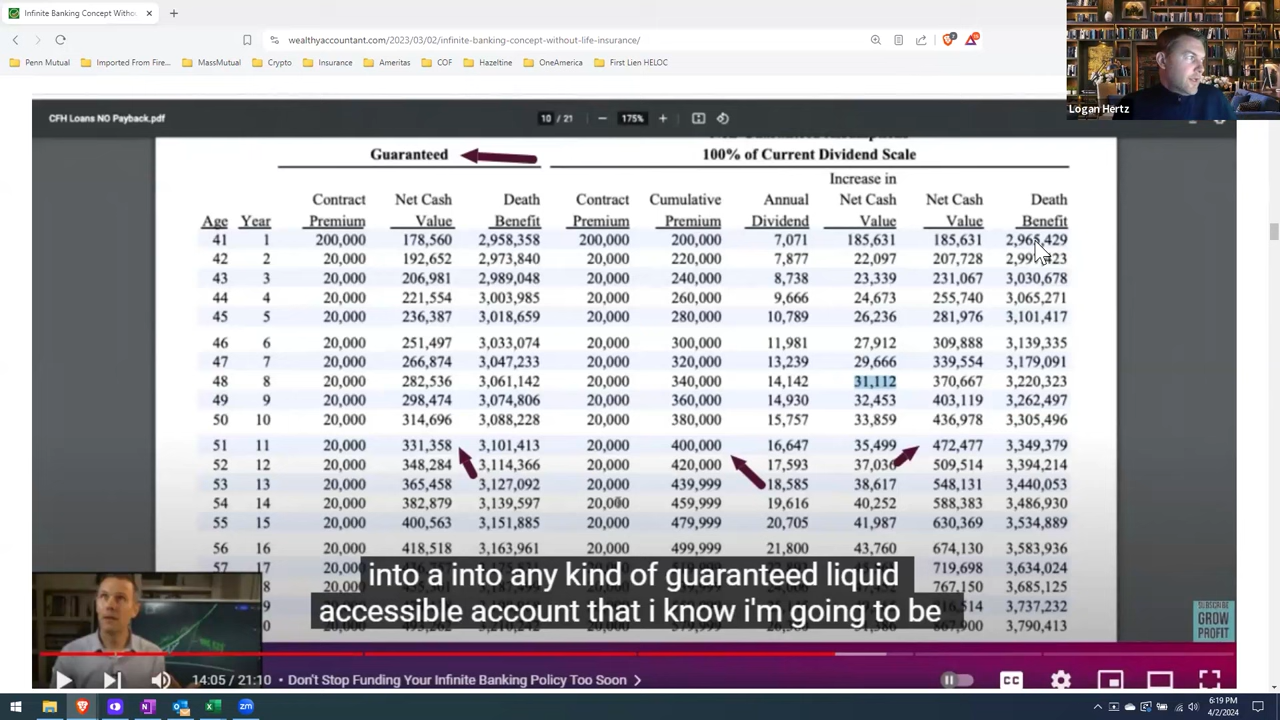 Infinite Banking Concept Withou
wealthyaccountant.com/2023/03/02/infinite-banking-concept-without-life-insurance/
Penn Mutual Imported From Fire... MassMutual Crypto Insurance Ameritas COF Hazeltine OneAmerica First Lien HELOC
Logan Hertz
CFH Loans NO Payback.pdf 10 / 21 175%
Guaranteed 100% of Current Dividend Scale
Increase in
Contract Net Cash Death Contract Cumulative Annual Net Cash Net Cash Death
Age Year Premium Value Benefit Premium Premium Dividend Value Value Benefit
41 1 200,000 178,560 2,958,358 200,000 200,000 7,071 185,631 185,631 2,965,429
42 2 20,000 192,652 2,973,840 20,000 220,000 7,877 22,097 207,728
43 3 20,000 206,981 2,989,048 20,000 240,000 8,738 23,339 231,067 3,030,678
44 4 20,000 221,554 3,003,985 20,000 260,000 9,666 24,673 255,740 3,065,271
45 5 20,000 236,387 3,018,659 20,000 280,000 10,789 26,236 281,976 3,101,417
46 6 20,000 251,497 3,033,074 20,000 300,000 11,981 27,912 309,888 3,139,335
47 7 20,000 266,874 3,047,233 20,000 320,000 13,239 29,666 339,554 3,179,091
48 8 20,000 282,536 3,061,142 20,000 340,000 14,142 31,112 370,667 3,220,323
49 9 20,000 298,474 3,074,806 20,000 360,000 14,930 32,453 403,119 3,262,497
50 10 20,000 314,696 3,088,228 20,000 380,000 15,757 33,859 436,978 3,305,496
51 11 20,000 331,358 3,101,413 20,000 400,000 16,647 35,499 472,477 3,349,379
52 12 20,000 348,284 3,114,366 20,000 420,000 17,593 37,036 509,514 3,394,214
53 13 20,000 365,458 3,127,092 20,000 439,999 18,585 38,617 548,131 3,440,053
54 14 20,000 382,879 3,139,597 20,000 459,999 19,616 40,252 588,383 3,486,930
55 15 20,000 400,563 3,151,885 20,000 479,999 20,705 41,987 630,369 3,534,889
56 16 20,000 418,518 3,163,961 20,000 499,999 21,800 43,760 674,130 3,583,936
57 17 719,698 3,634,024
767,150 3,685,125
3,737,232
3,790,413
into a into any kind of guaranteed liquid
accessible account that i know i'm going to be
SUBSCRIBE
GROW
PROFIT
14:05 / 21:10 • Don't Stop Funding Your Infinite Banking Policy Too Soon
CC
6:19 PM
4/2/2024